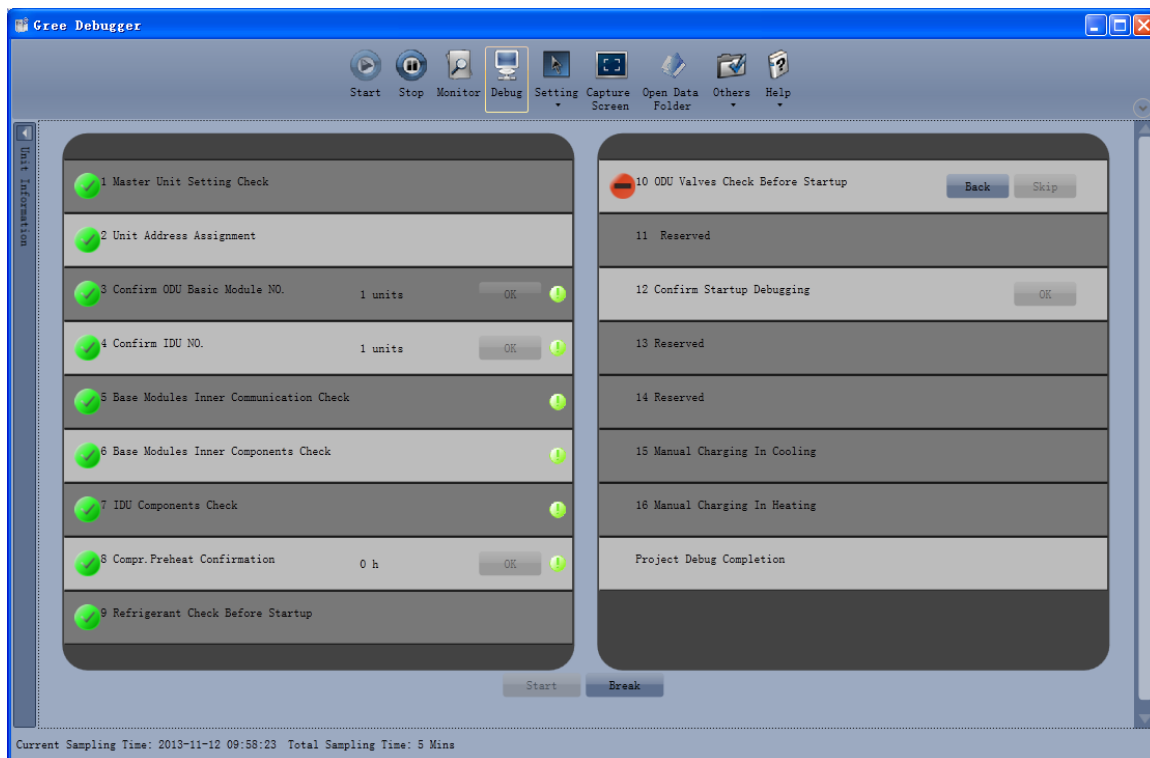 Gree Debugger
Start Stop Monitor Debug Setting Capture Screen Open Data Folder Others Help
Unit Information
1 Master Unit Setting Check
2 Unit Address Assignment
3 Confirm ODU Basic Module NO. 1 units OK
4 Confirm IDU NO. 1 units OK
5 Base Modules Inner Communication Check
6 Base Modules Inner Components Check
7 IDU Components Check
8 Compr.Preheat Confirmation 0 h OK
9 Refrigerant Check Before Startup
10 ODU Valves Check Before Startup Back Skip
11 Reserved
12 Confirm Startup Debugging OK
13 Reserved
14 Reserved
15 Manual Charging In Cooling
16 Manual Charging In Heating
Project Debug Completion
Start Break
Current Sampling Time: 2013-11-12 09:58:23 Total Sampling Time: 5 Mins